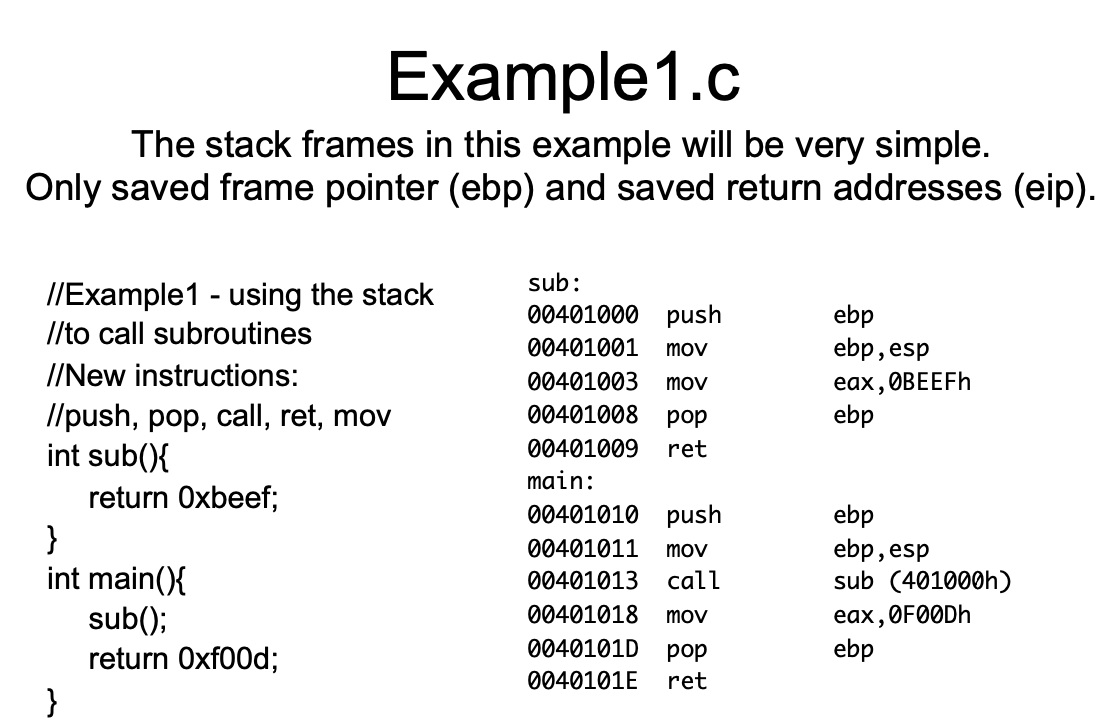 Example1.c
The stack frames in this example will be very simple.
Only saved frame pointer (ebp) and saved return addresses (eip).
//Example1 - using the stack
//to call subroutines
//New instructions:
//push, pop, call, ret, mov
int sub(){
return 0xbeef;
}
int main(){
sub();
return 0xf00d;
}
sub:
00401000 push ebp
00401001 mov ebp,esp
00401003 mov eax,0BEEFh
00401008 pop ebp
00401009 ret
main:
00401010 push ebp
00401011 mov ebp,esp
00401013 call sub (401000h)
00401018 mov eax,0F00Dh
0040101D pop ebp
0040101E ret